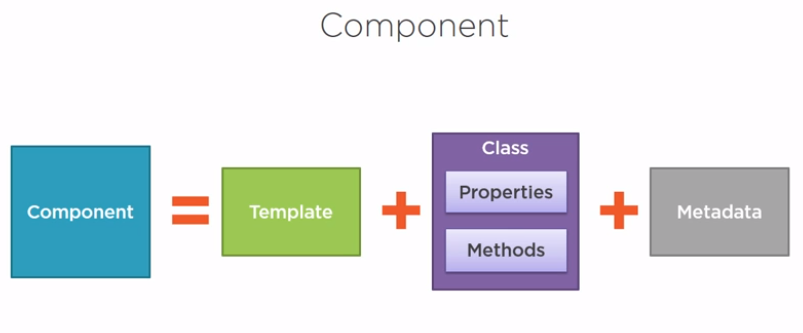 Component
Component
=
Template
+
Class
Properties
Methods
+
Metadata